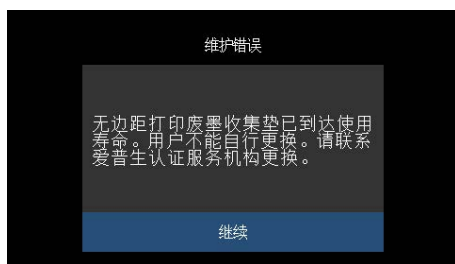 维护错误
无边距打印废墨收集垫已到达使用
寿命。用户不能自行更换。请联系
爱普生认证服务机构更换。
继续